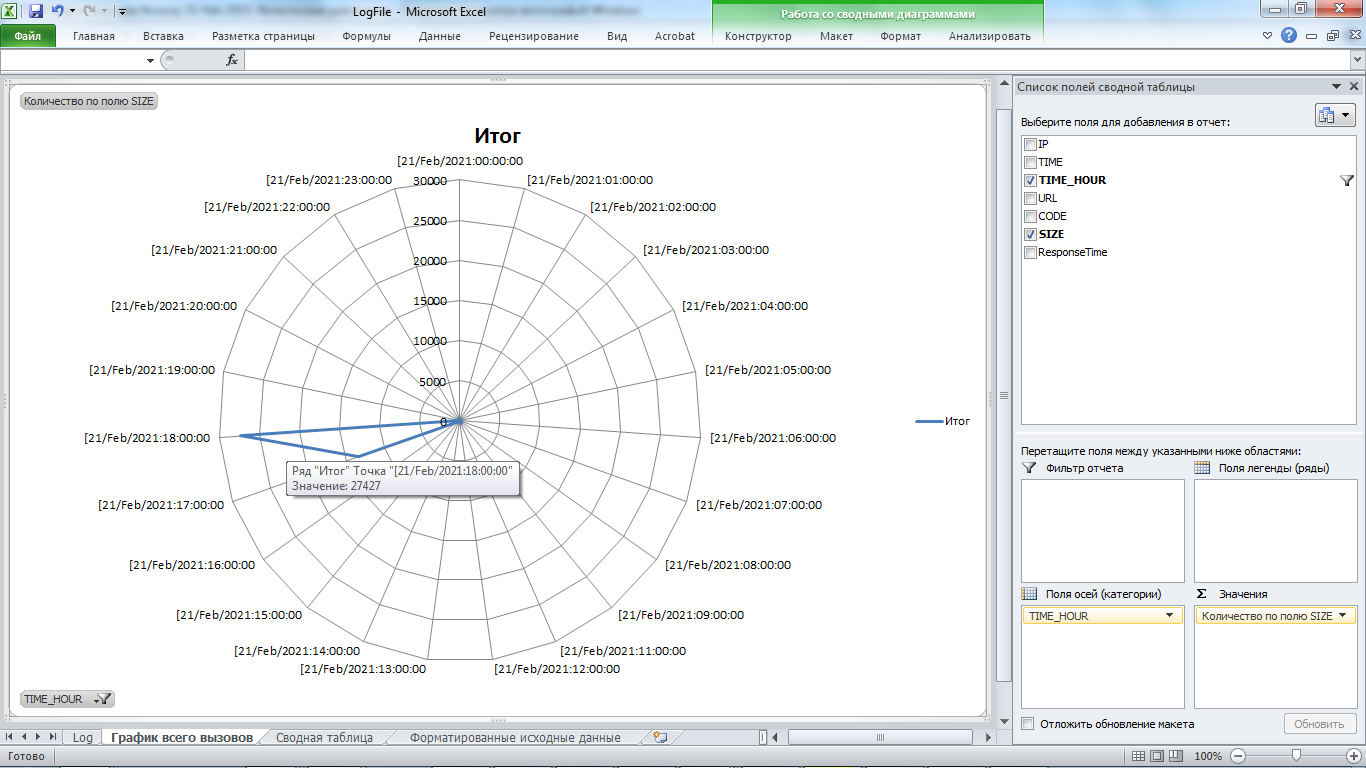 LogFile - Microsoft Excel
Работа со сводными диаграммами
Файл Главная Вставка Разметка страницы Формулы Данные Рецензирование Вид Acrobat Конструктор Макет Формат Анализировать
fx
Количество по полю SIZE
Итог
[21/Feb/2021:00:00:00
[21/Feb/2021:01:00:00
[21/Feb/2021:02:00:00
[21/Feb/2021:03:00:00
[21/Feb/2021:04:00:00
[21/Feb/2021:05:00:00
[21/Feb/2021:06:00:00
[21/Feb/2021:07:00:00
[21/Feb/2021:08:00:00
[21/Feb/2021:09:00:00
[21/Feb/2021:11:00:00
[21/Feb/2021:12:00:00
[21/Feb/2021:13:00:00
[21/Feb/2021:14:00:00
[21/Feb/2021:15:00:00
[21/Feb/2021:16:00:00
[21/Feb/2021:17:00:00
[21/Feb/2021:18:00:00
[21/Feb/2021:19:00:00
[21/Feb/2021:20:00:00
[21/Feb/2021:21:00:00
[21/Feb/2021:22:00:00
[21/Feb/2021:23:00:00
30000
25000
20000
15000
10000
5000
0
Ряд "Итог" Точка "[21/Feb/2021:18:00:00"
Значение: 27427
Итог
TIME_HOUR
Список полей сводной таблицы
Выберите поля для добавления в отчет:
IP
TIME
TIME_HOUR
URL
CODE
SIZE
ResponseTime
Перетащите поля между указанными ниже областями:
Фильтр отчета Поля легенды (ряды)
Поля осей (категории) Σ Значения
TIME_HOUR Количество по полю SIZE
Отложить обновление макета Обновить
Log График всего вызовов Сводная таблица Форматированные исходные данные
Готово 100%